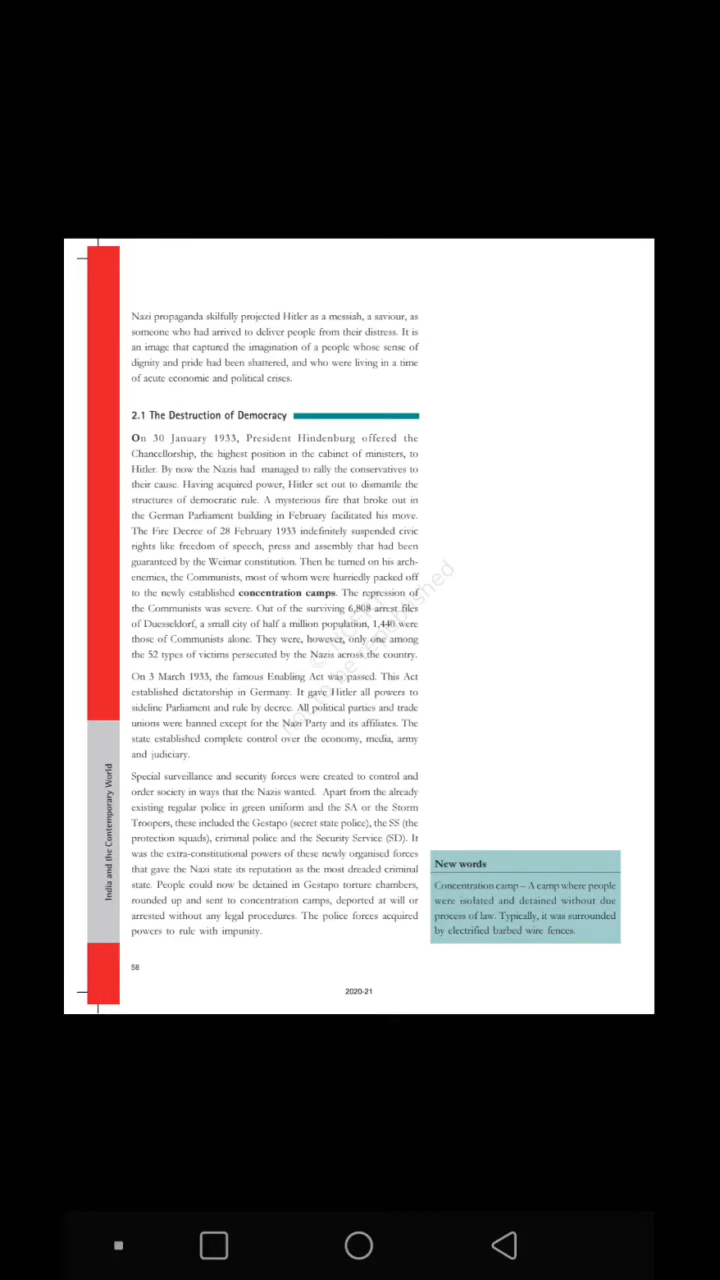 Nazi propaganda skilfully projected Hitler as a messiah, a saviour, as
someone who had arrived to deliver people from their distress. It is
an image that captured the imagination of a people whose sense of
dignity and pride had been shattered, and who were living in a time
of acute economic and political crises.
2.1 The Destruction of Democracy
On 30 January 1933, President Hindenburg offered the
Chancellorship, the highest position in the cabinet of ministers, to
Hitler. By now the Nazis had managed to rally the conservatives to
their cause. Having acquired power, Hitler set out to dismantle the
structures of democratic rule. A mysterious fire that broke out in
the German Parliament building in February facilitated his move.
The Fire Decree of 28 February 1933 indefinitely suspended civic
rights like freedom of speech, press and assembly that had been
guaranteed by the Weimar constitution. Then he turned on his arch-
enemies, the Communists, most of whom were hurriedly packed off
to the newly established concentration camps. The repression of
the Communists was severe. Out of the surviving 6,808 arrest files
of Duesseldorf, a small city of half a million population, 1,440 were
those of Communists alone. They were, however, only one among
the 52 types of victims persecuted by the Nazis across the country.
On 3 March 1933, the famous Enabling Act was passed. This Act
established dictatorship in Germany. It gave Hitler all powers to
sideline Parliament and rule by decree. All political parties and trade
unions were banned except for the Nazi Party and its affiliates. The
state established complete control over the economy, media, army
and judiciary.
Special surveillance and security forces were created to control and
order society in ways that the Nazis wanted. Apart from the already
existing regular police in green uniform and the SA or the Storm
Troopers, these included the Gestapo (secret state police), the SS (the
protection squads), criminal police and the Security Service (SD). It
was the extra-constitutional powers of these newly organised forces
that gave the Nazi state its reputation as the most dreaded criminal
state. People could now be detained in Gestapo torture chambers,
rounded up and sent to concentration camps, deported at will or
arrested without any legal procedures. The police forces acquired
powers to rule with impunity.
New words
Concentration camp – A camp where people
were isolated and detained without due
process of law. Typically, it was surrounded
by electrified barbed wire fences.
India and the Contemporary World
58
2020-21
not to be republished